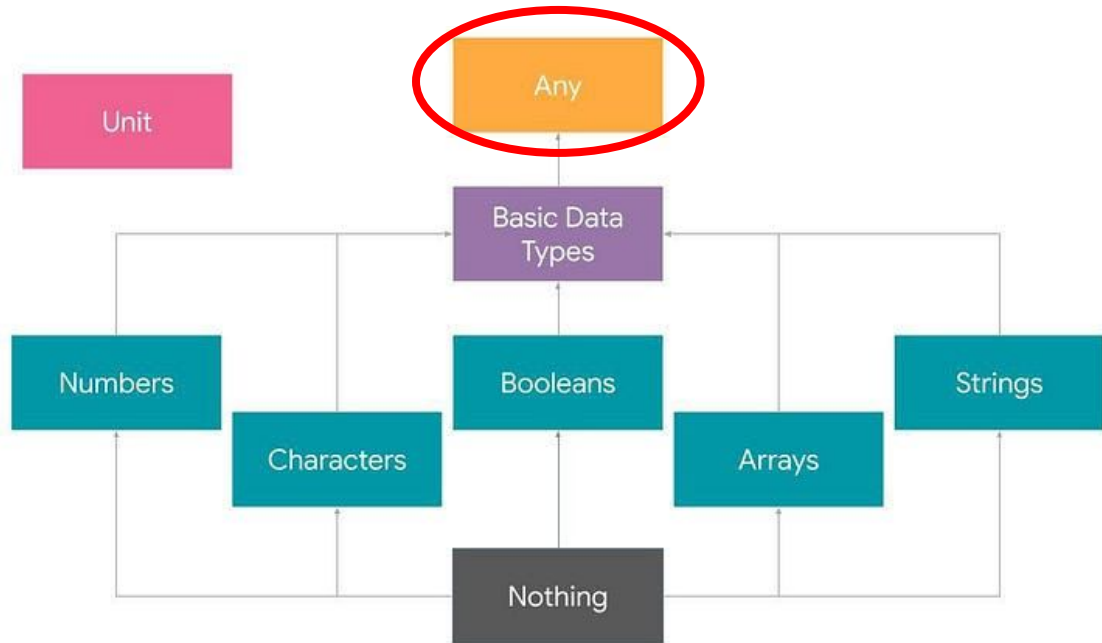 Any
Unit
Basic Data
Types
Numbers
Booleans
Strings
Characters
Arrays
Nothing